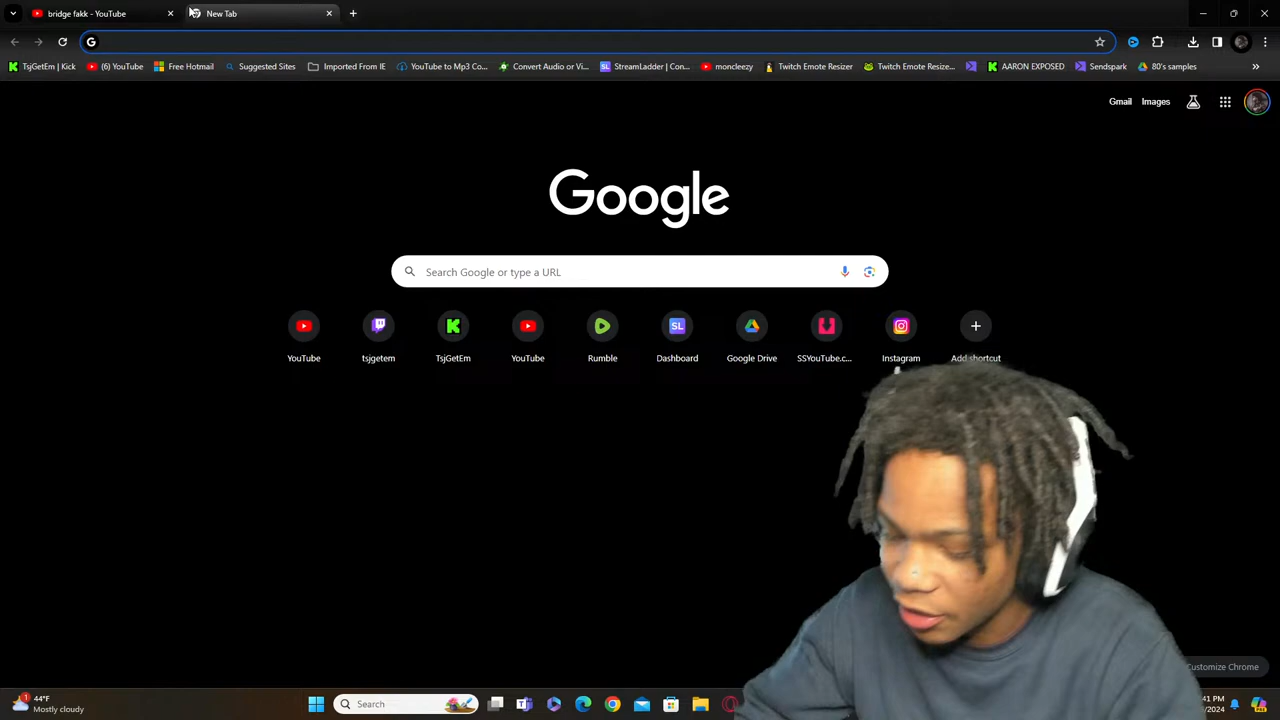 bridge fakk - YouTube
New Tab
TsjGetEm | Kick
(6) YouTube
Free Hotmail
Suggested Sites
Imported From IE
YouTube to Mp3 Co...
Convert Audio or Vi...
StreamLadder | Con...
moncleezy
Twitch Emote Resizer
Twitch Emote Resize...
AARON EXPOSED
Sendspark
80's samples
Gmail
Images
Google
Search Google or type a URL
YouTube
tsjgetem
TsjGetEm
YouTube
Rumble
Dashboard
Google Drive
SSYouTube.c...
Instagram
Add shortcut
Customize Chrome
44°F
Mostly cloudy
Search
:41 PM
/2024